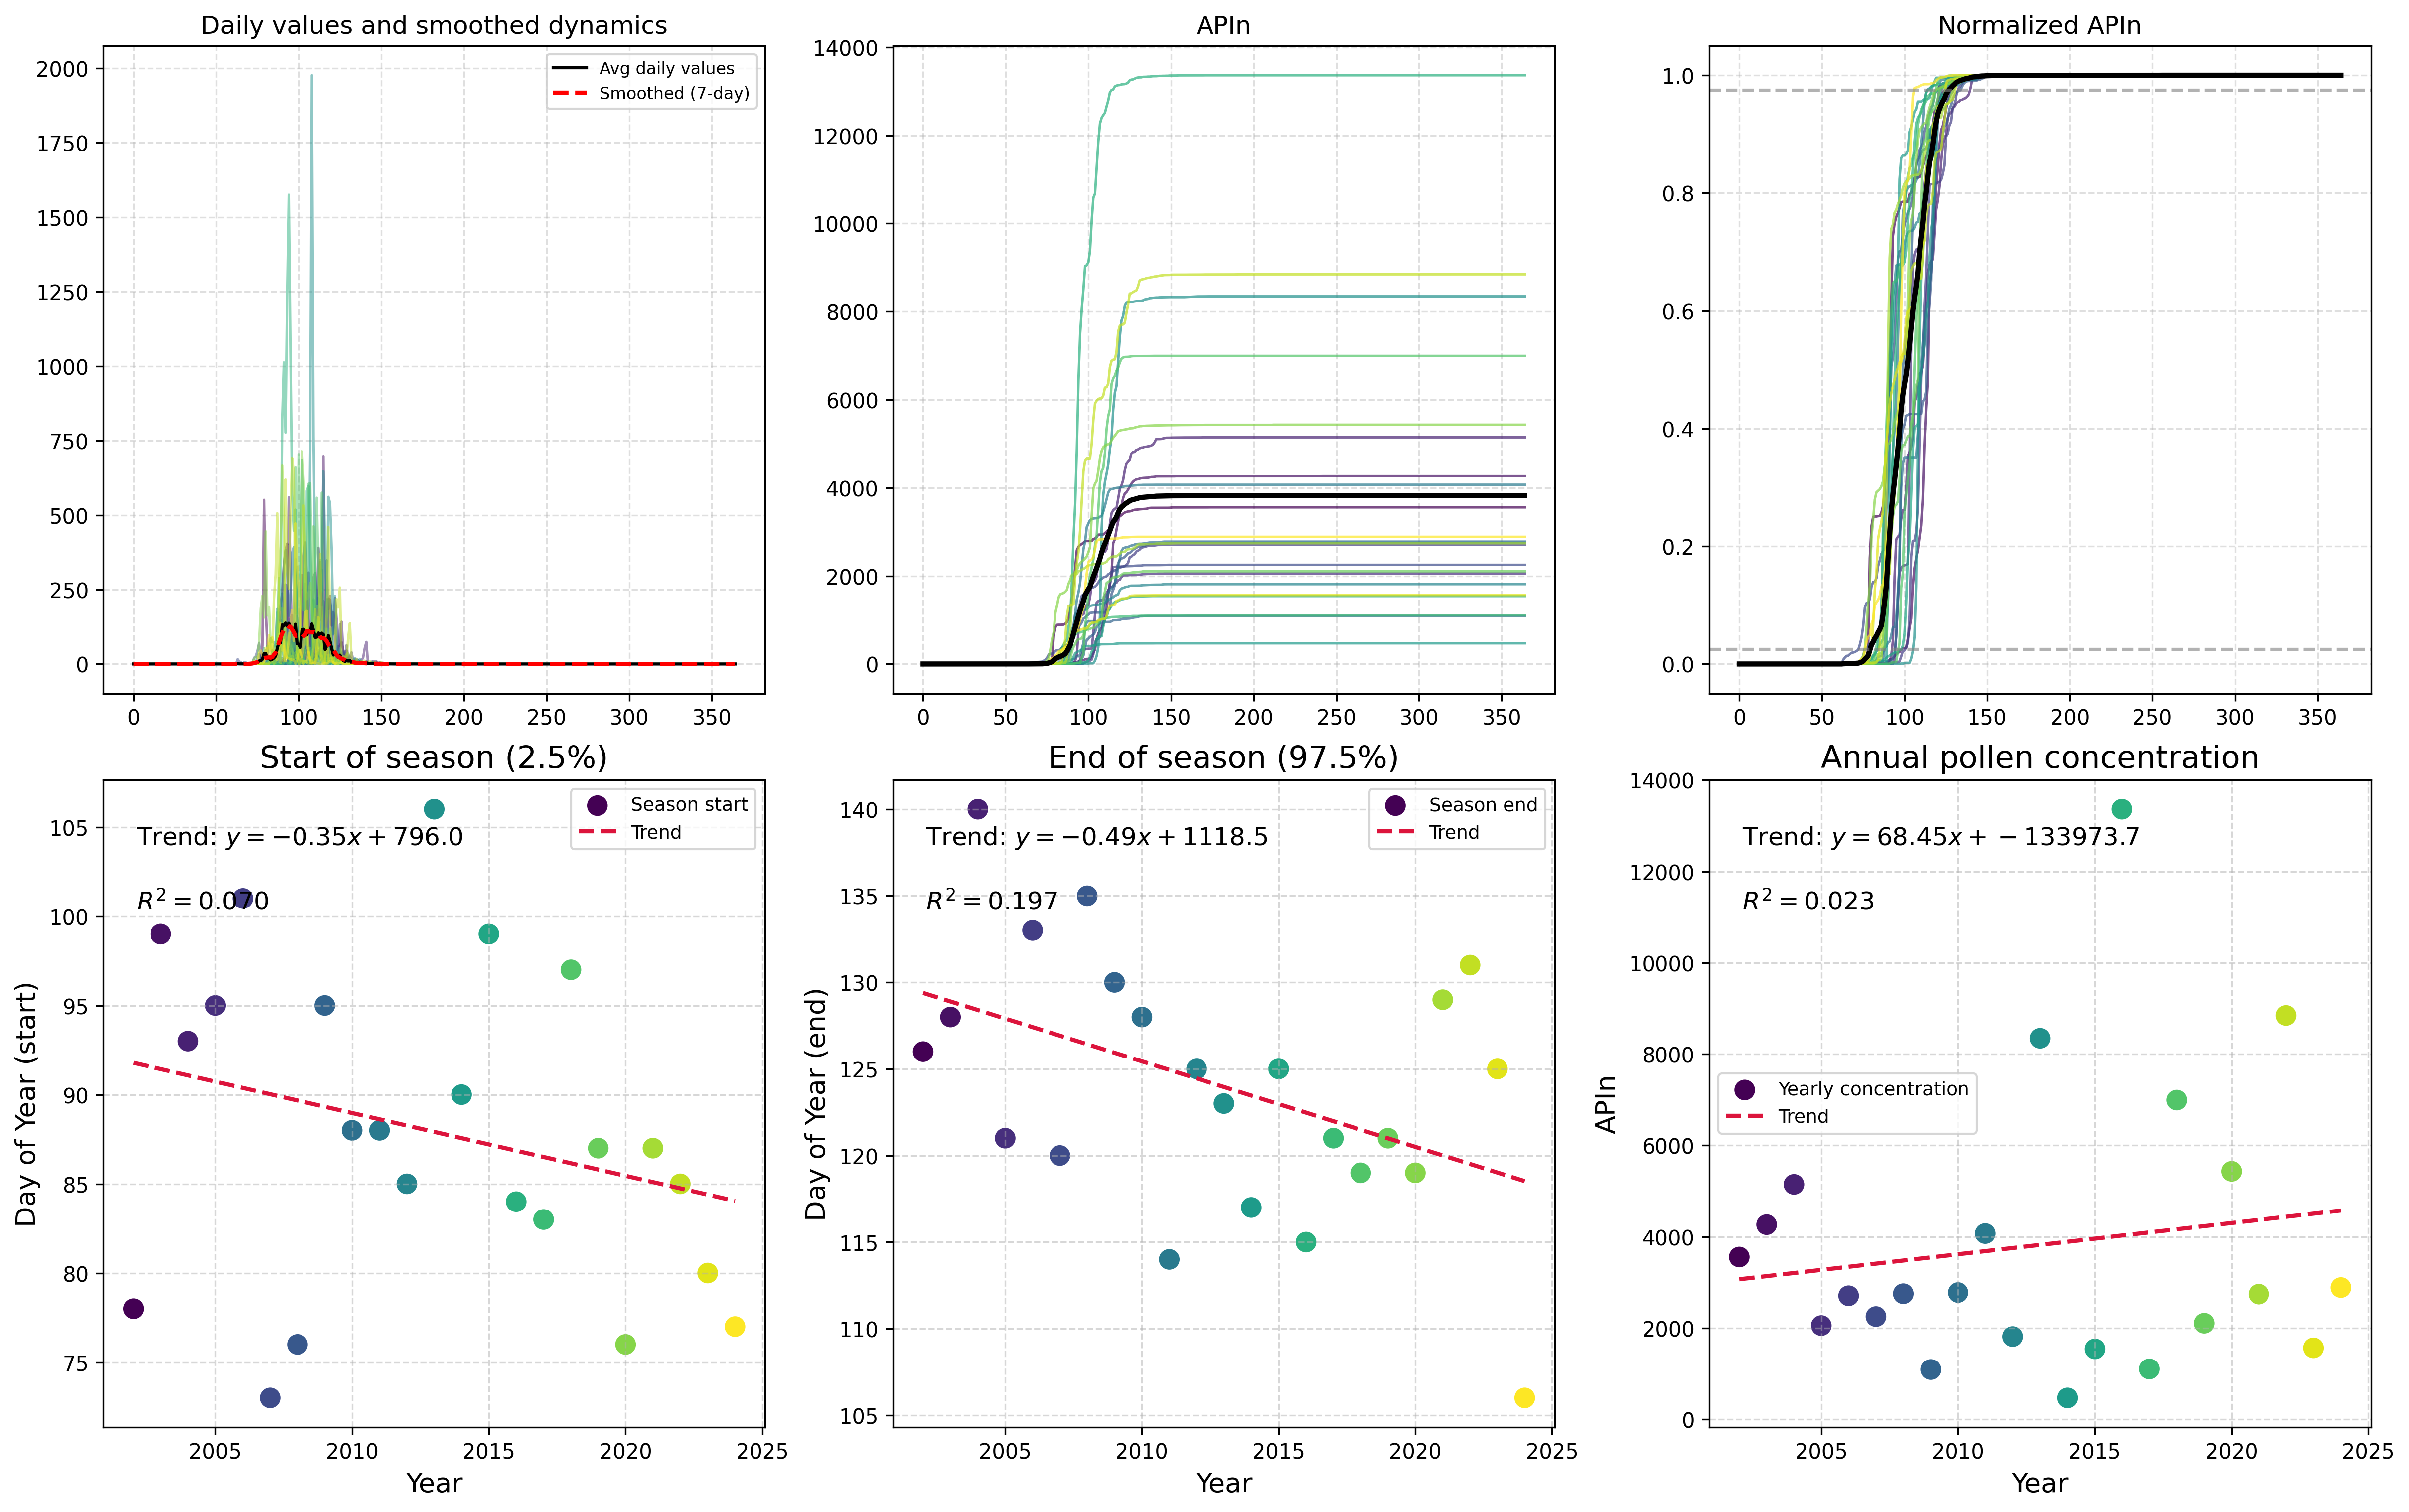 Daily values and smoothed dynamics
Avg daily values
Smoothed (7-day)
2000
1750
1500
1250
1000
750
500
250
0
0 50 100 150 200 250 300 350
APIn
14000
12000
10000
8000
6000
4000
2000
0
0 50 100 150 200 250 300 350
Normalized APIn
1.0
0.8
0.6
0.4
0.2
0.0
0 50 100 150 200 250 300 350
Start of season (2.5%)
Season start
Trend
Trend: y = −0.35x + 796.0
R² = 0.070
Day of Year (start)
105
100
95
90
85
80
75
2005 2010 2015 2020 2025
Year
End of season (97.5%)
Season end
Trend
Trend: y = −0.49x + 1118.5
R² = 0.197
Day of Year (end)
140
135
130
125
120
115
110
105
2005 2010 2015 2020 2025
Year
Annual pollen concentration
Trend: y = 68.45x + −133973.7
R² = 0.023
Yearly concentration
Trend
APIn
14000
12000
10000
8000
6000
4000
2000
0
2005 2010 2015 2020 2025
Year